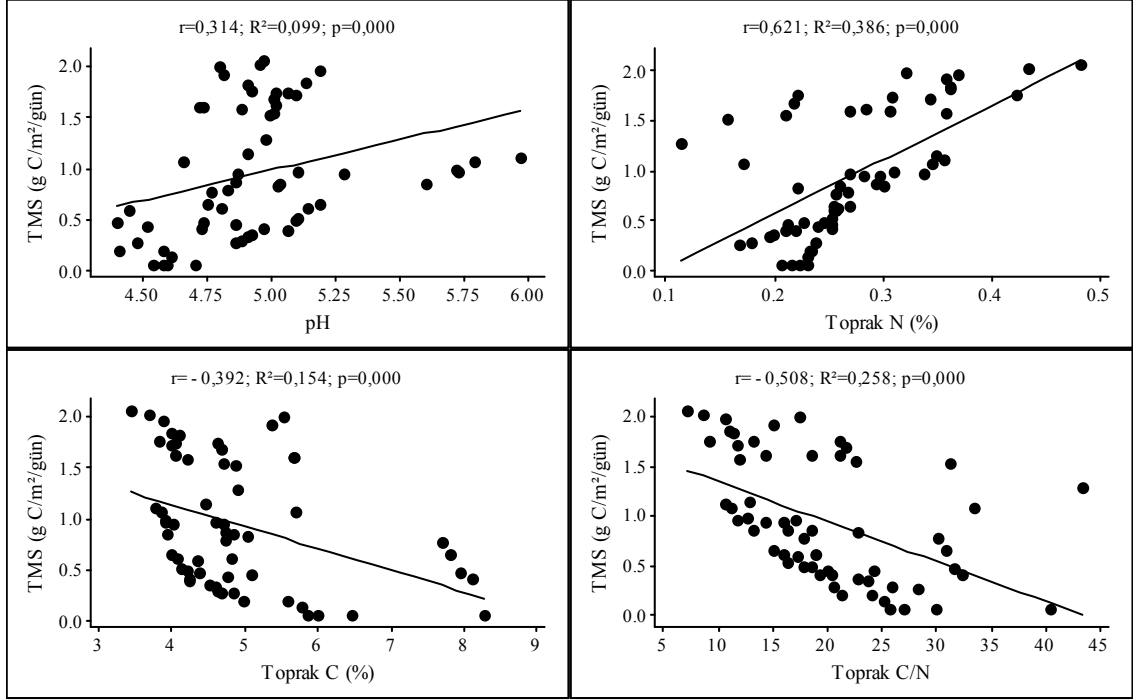 r=0,314; R²=0,099; p=0,000
TMS (g C/m²/gün)
2.0
1.5
1.0
0.5
0.0
4.50 4.75 5.00 5.25 5.50 5.75 6.00
pH
r=0,621; R²=0,386; p=0,000
TMS (g C/m²/gün)
2.0
1.5
1.0
0.5
0.0
0.1 0.2 0.3 0.4 0.5
Toprak N (%)
r= - 0,392; R²=0,154; p=0,000
TMS (g C/m²/gün)
2.0
1.5
1.0
0.5
0.0
3 4 5 6 7 8 9
Toprak C (%)
r= - 0,508; R²=0,258; p=0,000
TMS (g C/m²/gün)
2.0
1.5
1.0
0.5
0.0
5 10 15 20 25 30 35 40 45
Toprak C/N